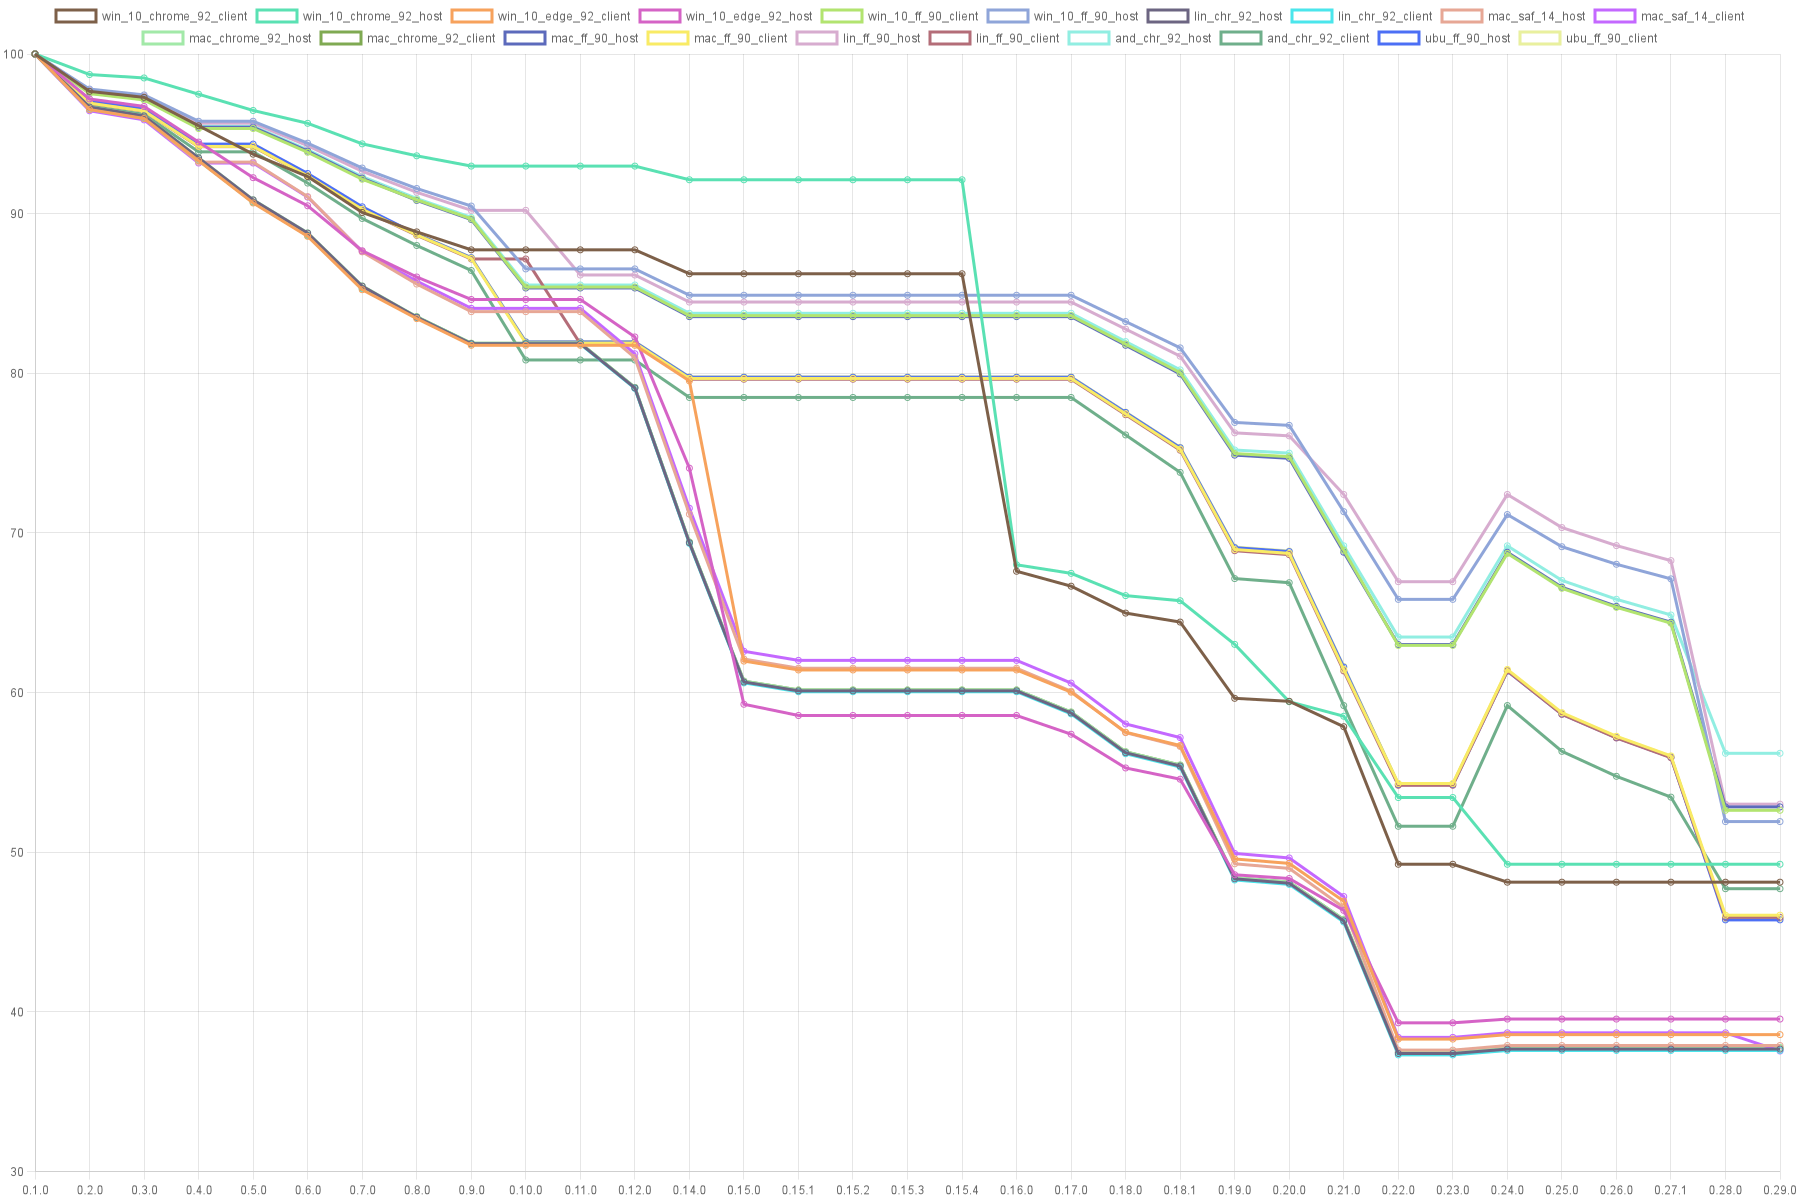 win_10_chrome_92_client win_10_chrome_92_host win_10_edge_92_client win_10_edge_92_host win_10_ff_90_client win_10_ff_90_host lin_chr_92_host lin_chr_92_client mac_saf_14_host mac_saf_14_client
mac_chrome_92_host mac_chrome_92_client mac_ff_90_host mac_ff_90_client lin_ff_90_host lin_ff_90_client and_chr_92_host and_chr_92_client ubu_ff_90_host ubu_ff_90_client
100
90
80
70
60
50
40
30
0.1.0 0.2.0 0.3.0 0.4.0 0.5.0 0.6.0 0.7.0 0.8.0 0.9.0 0.10.0 0.11.0 0.12.0 0.14.0 0.15.0 0.15.1 0.15.2 0.15.3 0.15.4 0.16.0 0.17.0 0.18.0 0.18.1 0.19.0 0.20.0 0.21.0 0.22.0 0.23.0 0.24.0 0.25.0 0.26.0 0.27.1 0.28.0 0.29.0